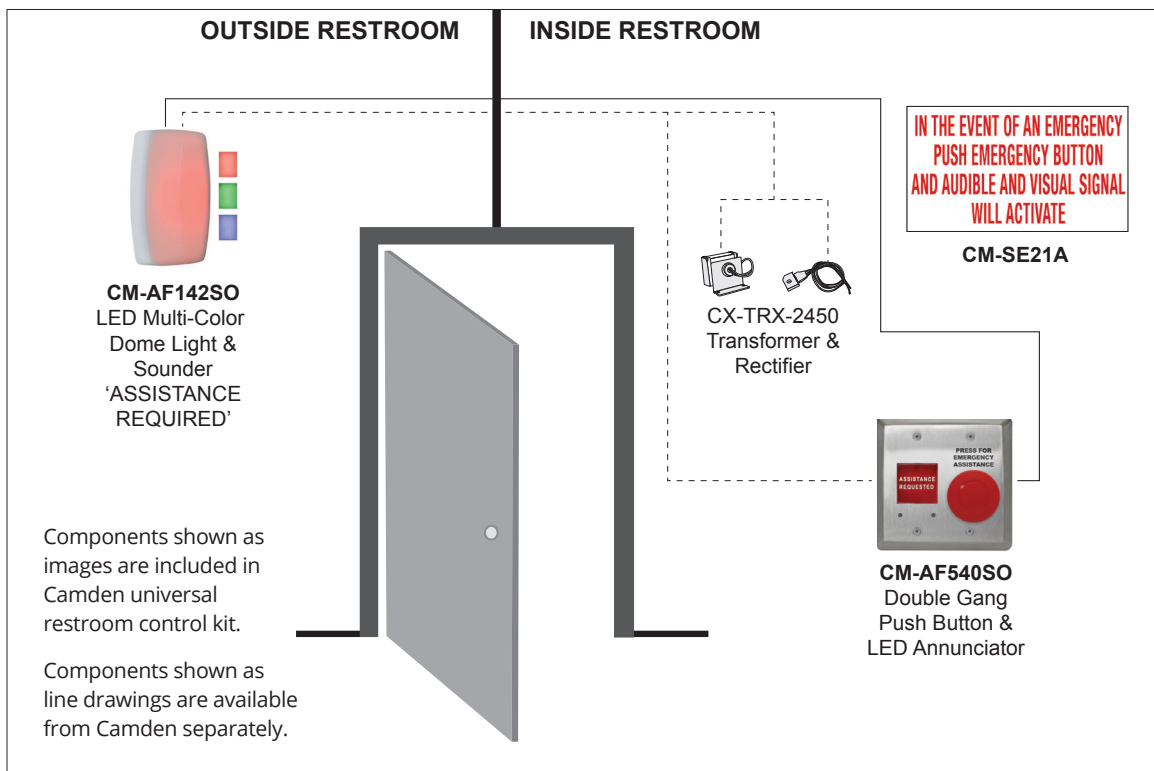 OUTSIDE RESTROOM
INSIDE RESTROOM
IN THE EVENT OF AN EMERGENCY
PUSH EMERGENCY BUTTON
AND AUDIBLE AND VISUAL SIGNAL
WILL ACTIVATE
CM-SE21A
CM-AF142SO
LED Multi-Color
Dome Light &
Sounder
‘ASSISTANCE
REQUIRED’
CX-TRX-2450
Transformer &
Rectifier
PRESS FOR
EMERGENCY
ASSISTANCE
ASSISTANCE
REQUESTED
CM-AF540SO
Double Gang
Push Button &
LED Annunciator
Components shown as
images are included in
Camden universal
restroom control kit.
Components shown as
line drawings are available
from Camden separately.